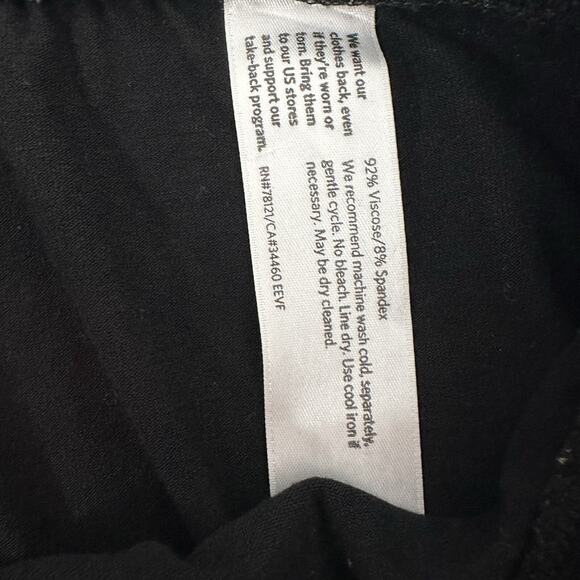 We want our
clothes back, even
if they're worn or
torn. Bring them
to our US stores
and support our
take-back program.
92% Viscose/8% Spandex
We recommend machine wash cold, separately,
gentle cycle. No bleach. Line dry. Use cool iron if
necessary. May be dry cleaned.
RN#78121/CA#34460 EEVF